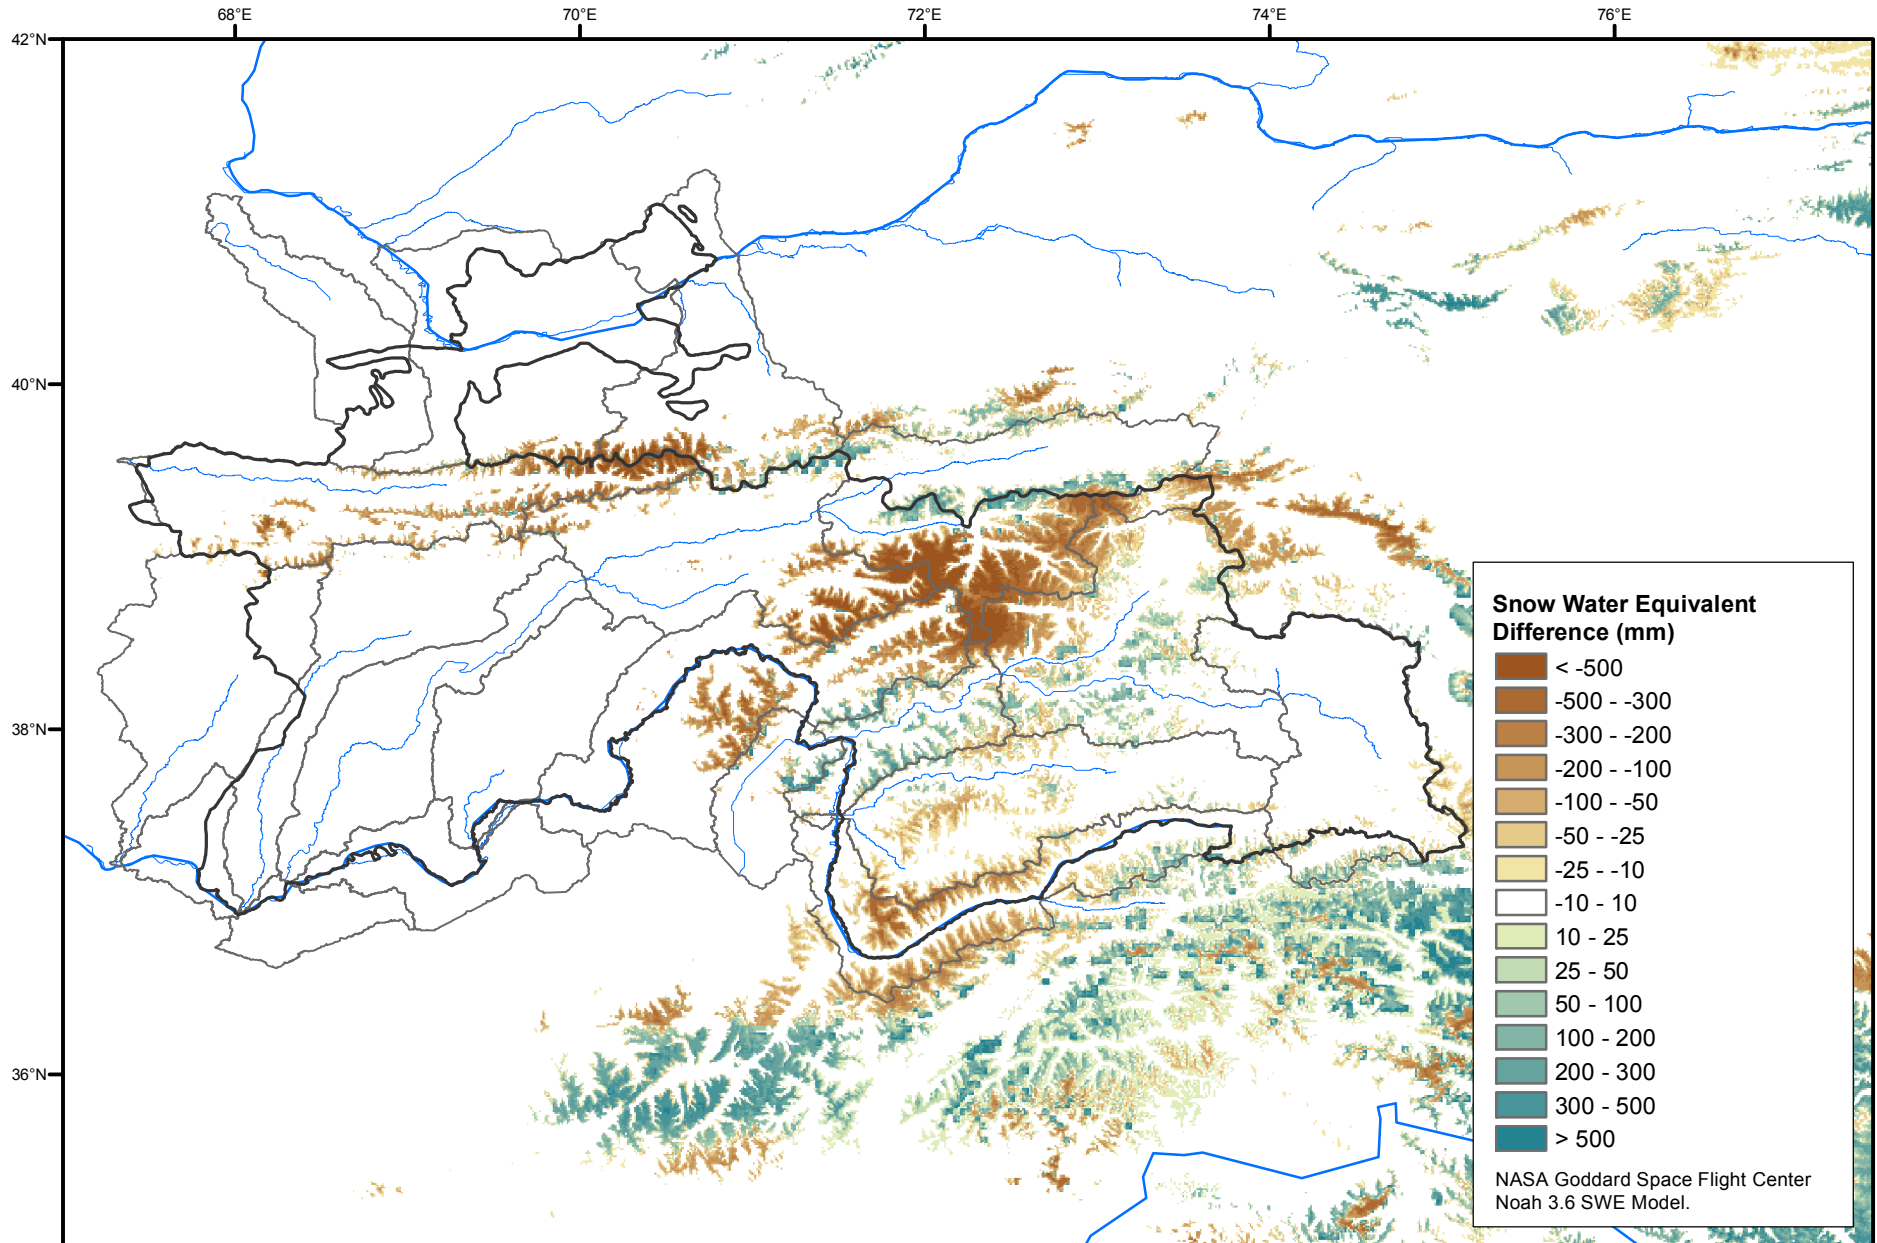 68°E
70°E
72°E
74°E
76°E
42°N
40°N
38°N
36°N
Snow Water Equivalent
Difference (mm)
< -500
-500 - -300
-300 - -200
-200 - -100
-100 - -50
-50 - -25
-25 - -10
-10 - 10
10 - 25
25 - 50
50 - 100
100 - 200
200 - 300
300 - 500
> 500
NASA Goddard Space Flight Center
Noah 3.6 SWE Model.